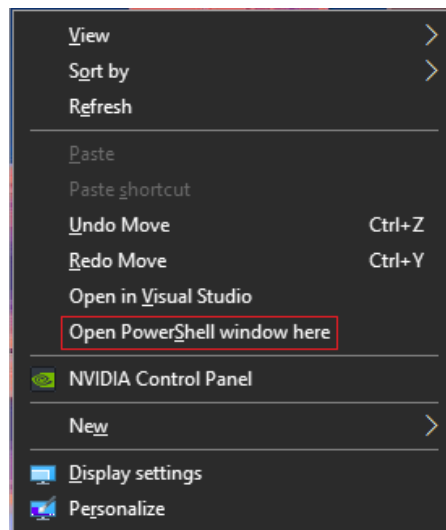 View
Sort by
Refresh
Paste
Paste shortcut
Undo Move Ctrl+Z
Redo Move Ctrl+Y
Open in Visual Studio
Open PowerShell window here
NVIDIA Control Panel
New
Display settings
Personalize